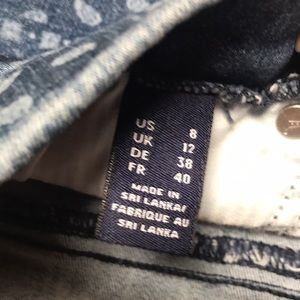 US 8
UK 12
DE 38
FR 40
MADE IN
SRI LANKA/
FABRIQUE AU
SRI LANKA